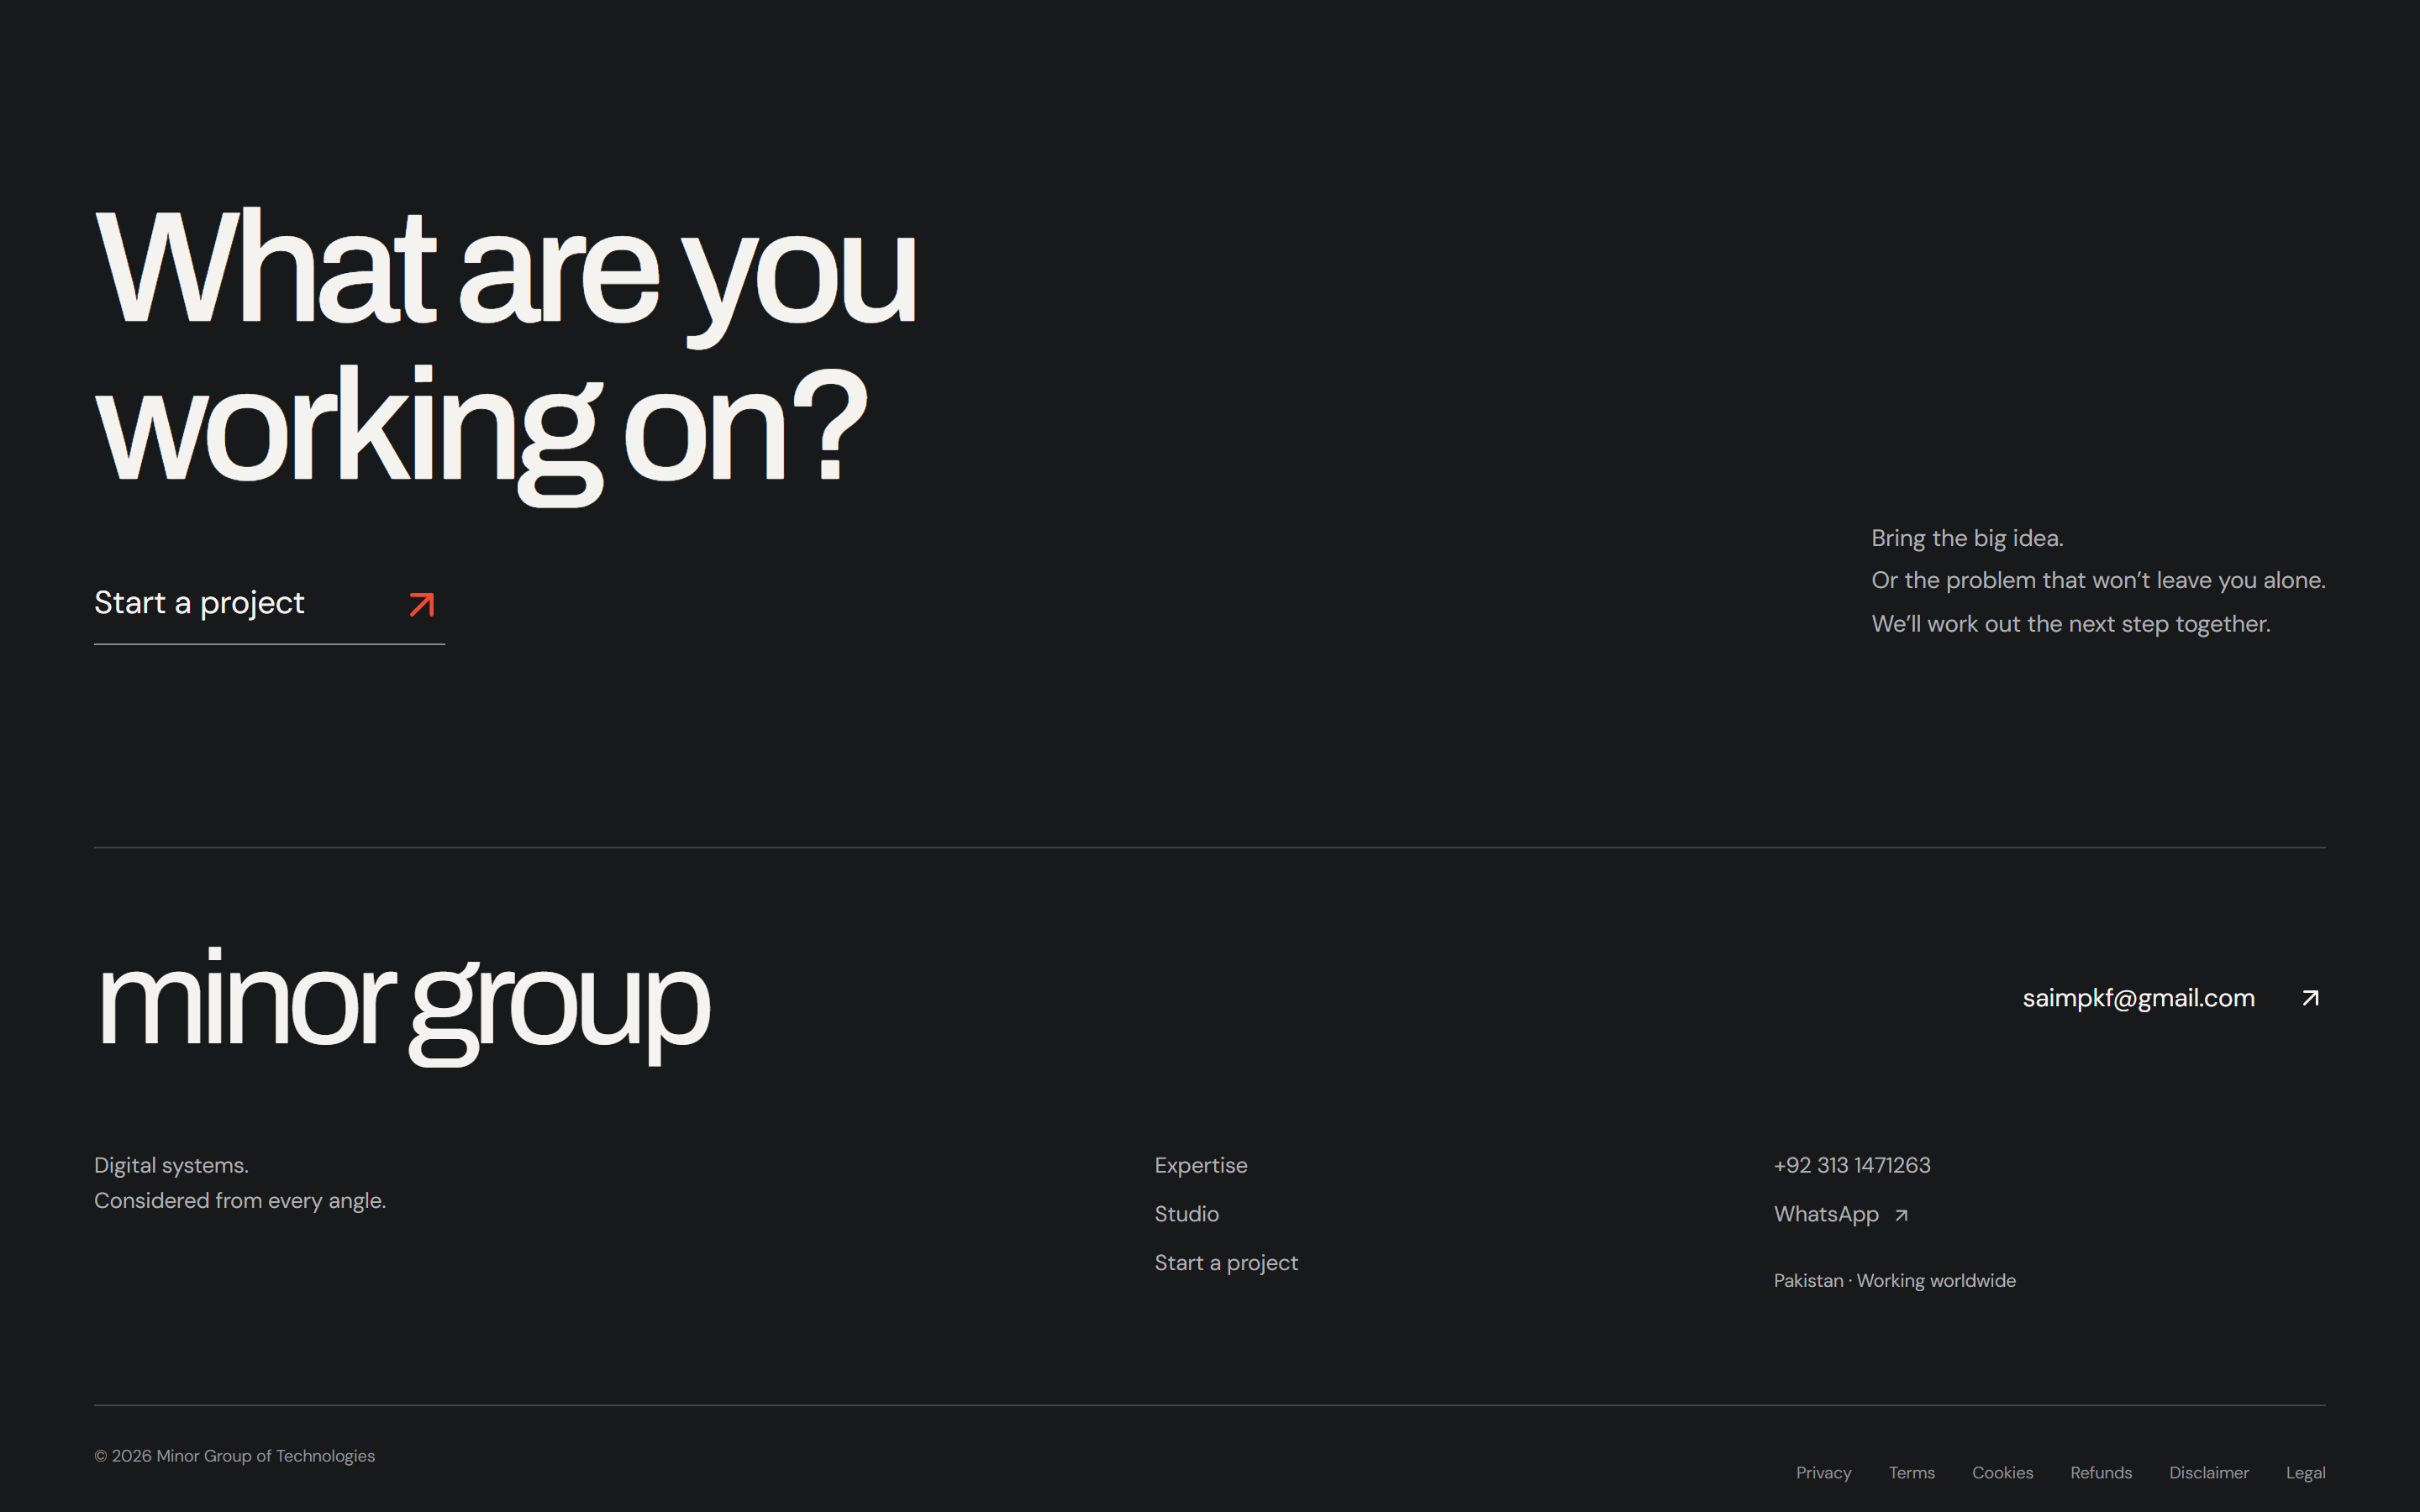 What are you
working on?
Start a project
Bring the big idea.
Or the problem that won’t leave you alone.
We’ll work out the next step together.
minor group
saimpkf@gmail.com
Digital systems.
Considered from every angle.
Expertise
Studio
Start a project
+92 313 1471263
WhatsApp
Pakistan · Working worldwide
© 2026 Minor Group of Technologies
Privacy Terms Cookies Refunds Disclaimer Legal